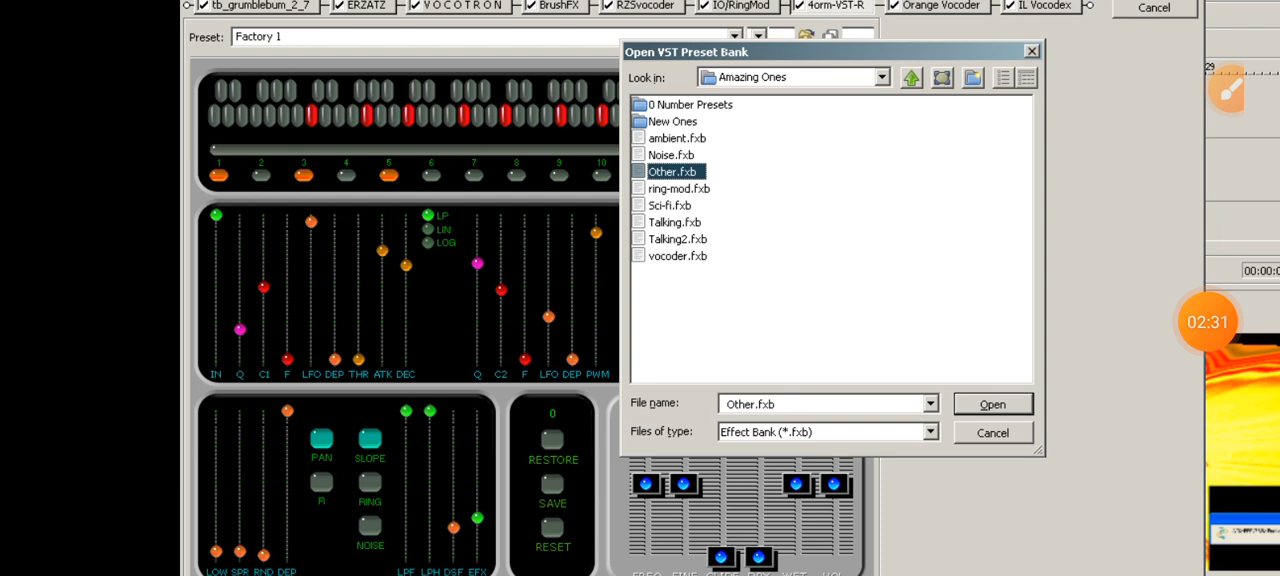 tb_grumblebum_2_7 ERZATZ V O C O T R O N BrushFX RZSvocoder IO/RingMod 4orm-VST-R Orange Vocoder IL Vocodex Cancel
Preset: Factory 1
Open VST Preset Bank
Look in: Amazing Ones
29
0 Number Presets
New Ones
ambient.fxb
Noise.fxb
Other.fxb
ring-mod.fxb
Sci-fi.fxb
Talking.fxb
Talking2.fxb
vocoder.fxb
1 2 3 4 5 6 7 8 9 10
LP
LIN
LOG
00:00:0
02:31
IN Q C1 F LFO DEP THR ATK DEC Q C2 F LFO DEP PWM
File name: Other.fxb Open
Files of type: Effect Bank (*.fxb) Cancel
0
PAN SLOPE
RESTORE
R RING
SAVE
NOISE
RESET
LOW SPR RND DEP LPF LPH DSF EFX